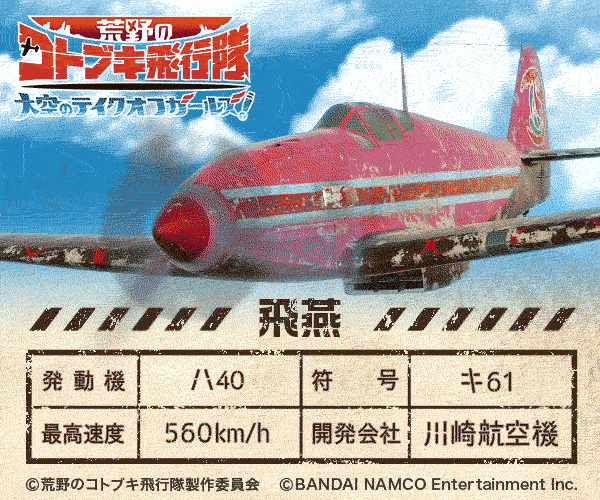 荒野の
コトブキ飛行隊
大空のテイクオフガールズ!
飛燕
発動機 ハ40 符号 キ61
最高速度 560km/h 開発会社 川崎航空機
©荒野のコトブキ飛行隊製作委員会 ©BANDAI NAMCO Entertainment Inc.